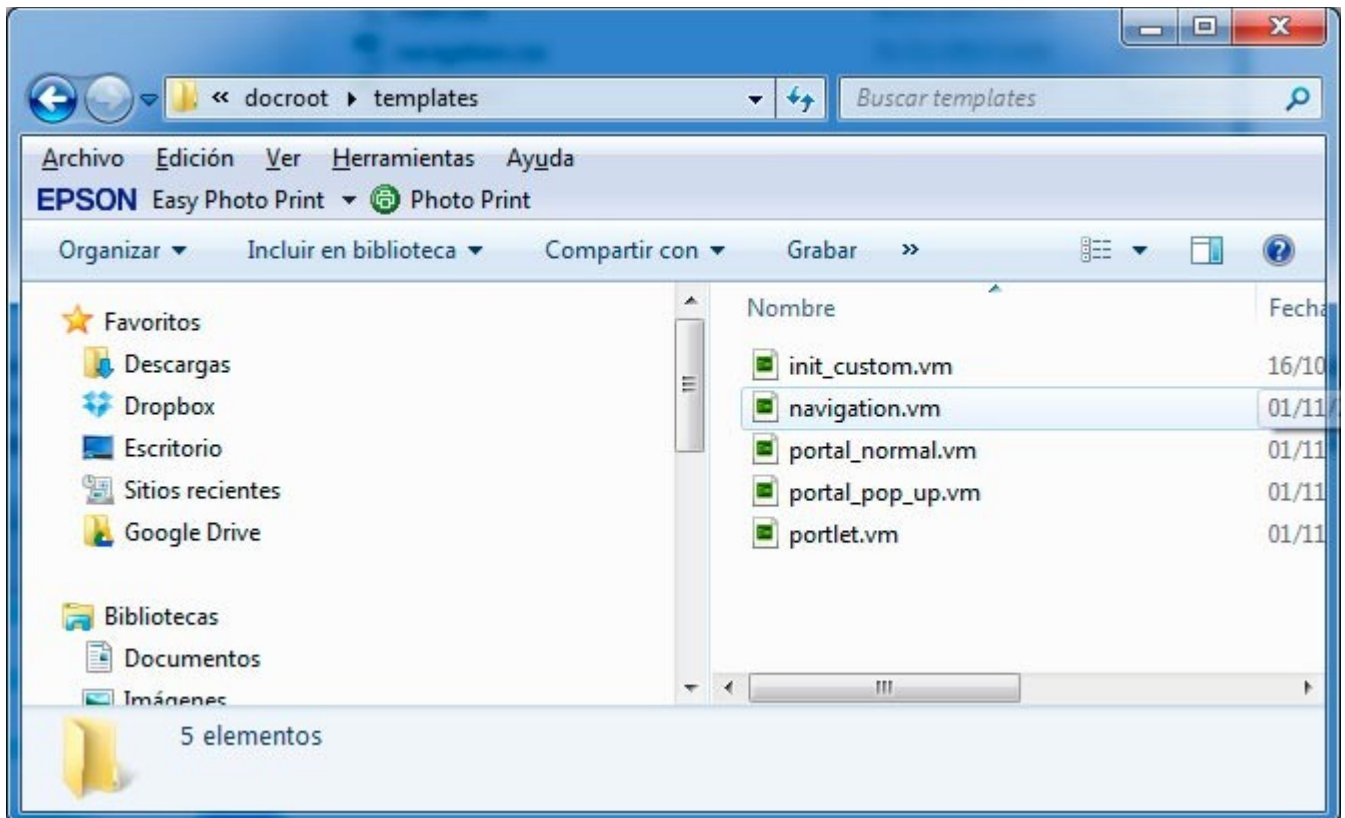 « docroot templates
Buscar templates
Archivo Edición Ver Herramientas Ayuda
EPSON Easy Photo Print Photo Print
Organizar Incluir en biblioteca Compartir con Grabar »
Nombre Fecha
Favoritos
Descargas
Dropbox
Escritorio
Sitios recientes
Google Drive
Bibliotecas
Documentos
Imágenes
init_custom.vm 16/10
navigation.vm 01/11/
portal_normal.vm 01/11
portal_pop_up.vm 01/11
portlet.vm 01/11
5 elementos